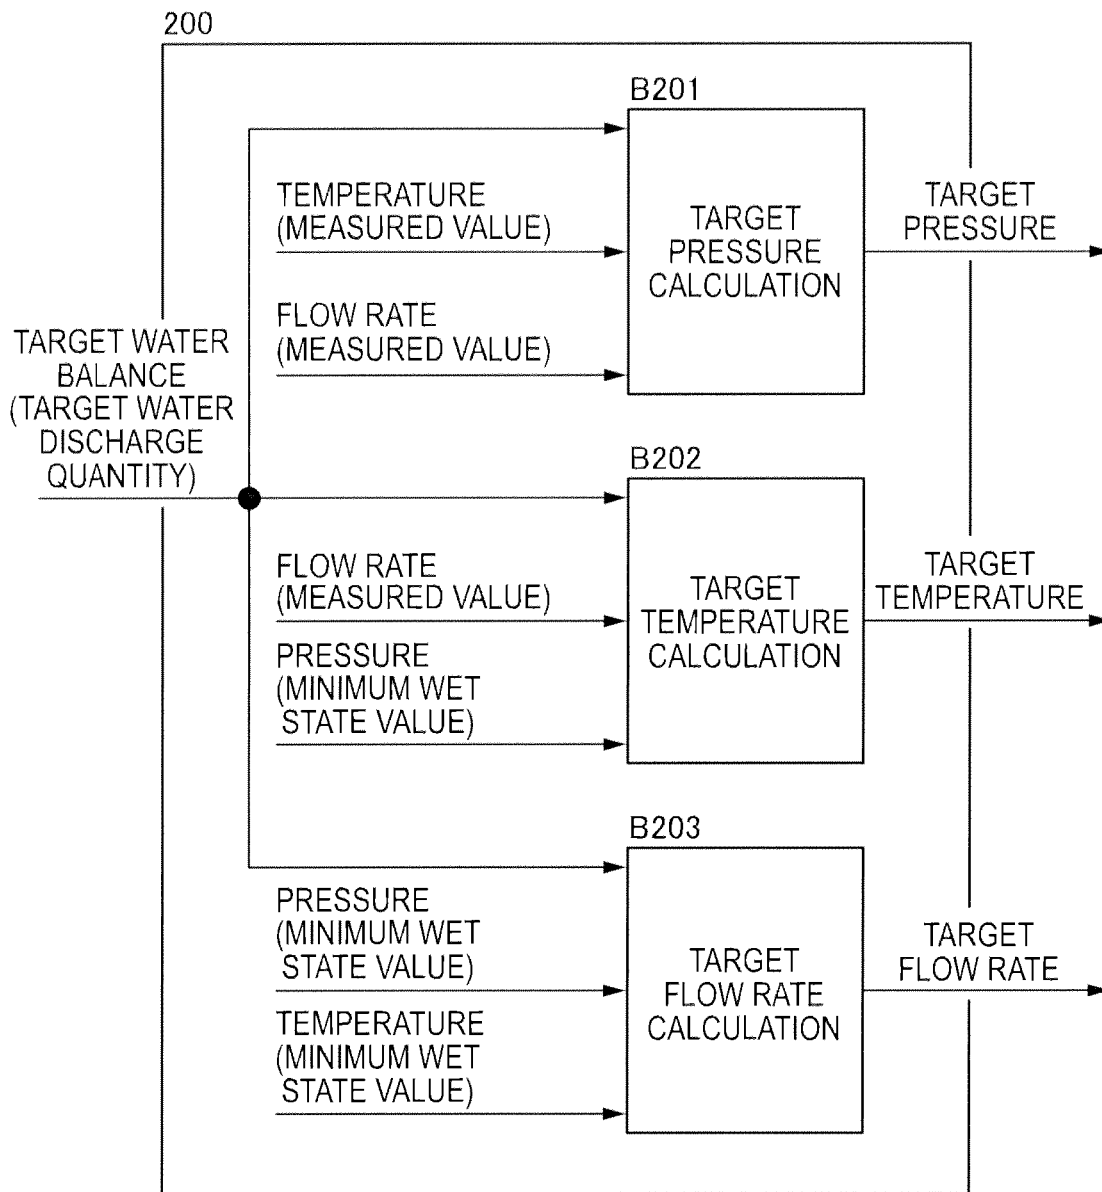 200
B201
TEMPERATURE
(MEASURED VALUE)
FLOW RATE
(MEASURED VALUE)
TARGET
PRESSURE
CALCULATION
TARGET
PRESSURE
TARGET WATER
BALANCE
(TARGET WATER
DISCHARGE
QUANTITY)
B202
FLOW RATE
(MEASURED VALUE)
PRESSURE
(MINIMUM WET
STATE VALUE)
TARGET
TEMPERATURE
CALCULATION
TARGET
TEMPERATURE
B203
PRESSURE
(MINIMUM WET
STATE VALUE)
TEMPERATURE
(MINIMUM WET
STATE VALUE)
TARGET
FLOW RATE
CALCULATION
TARGET
FLOW RATE